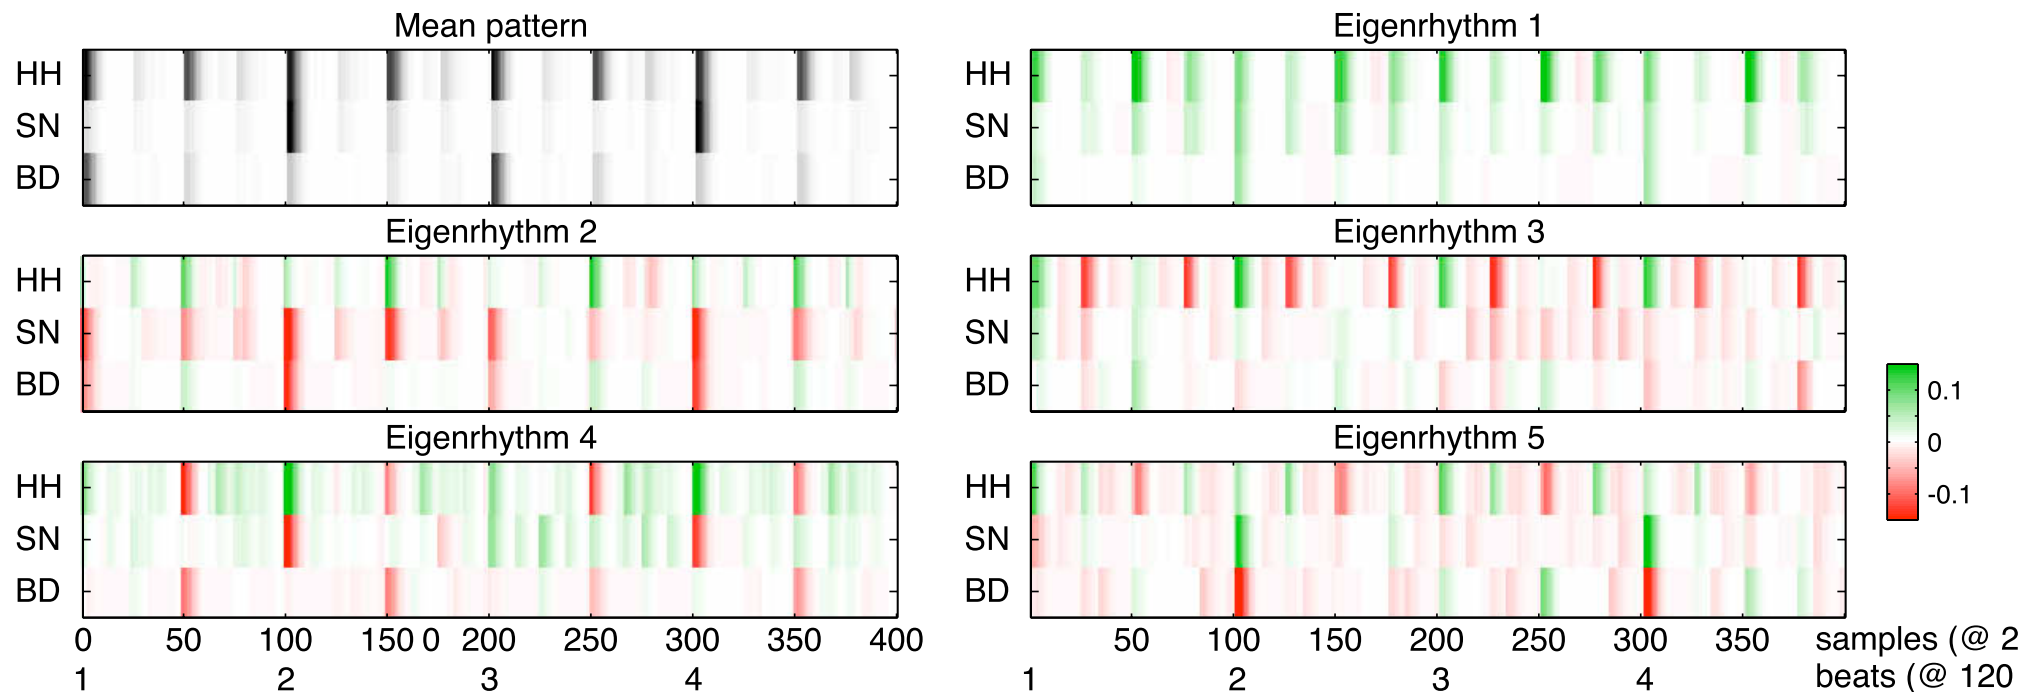 Mean pattern
Eigenrhythm 1
HH
SN
BD
HH
SN
BD
Eigenrhythm 2
Eigenrhythm 3
HH
SN
BD
HH
SN
BD
0.1
0
-0.1
Eigenrhythm 4
Eigenrhythm 5
HH
SN
BD
HH
SN
BD
0 50 100 150 0 200 250 300 350 400
50 100 150 200 250 300 350 samples (@ 2
1 2 3 4
1 2 3 4 beats (@ 120